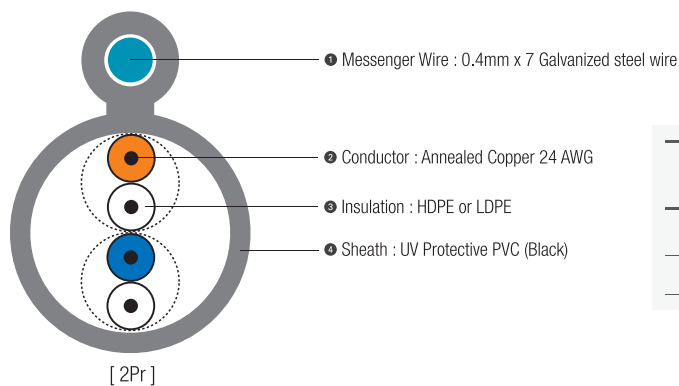 ❶ Messenger Wire : 0.4mm x 7 Galvanized steel wire
❷ Conductor : Annealed Copper 24 AWG
❸ Insulation : HDPE or LDPE
❹ Sheath : UV Protective PVC (Black)
[ 2Pr ]